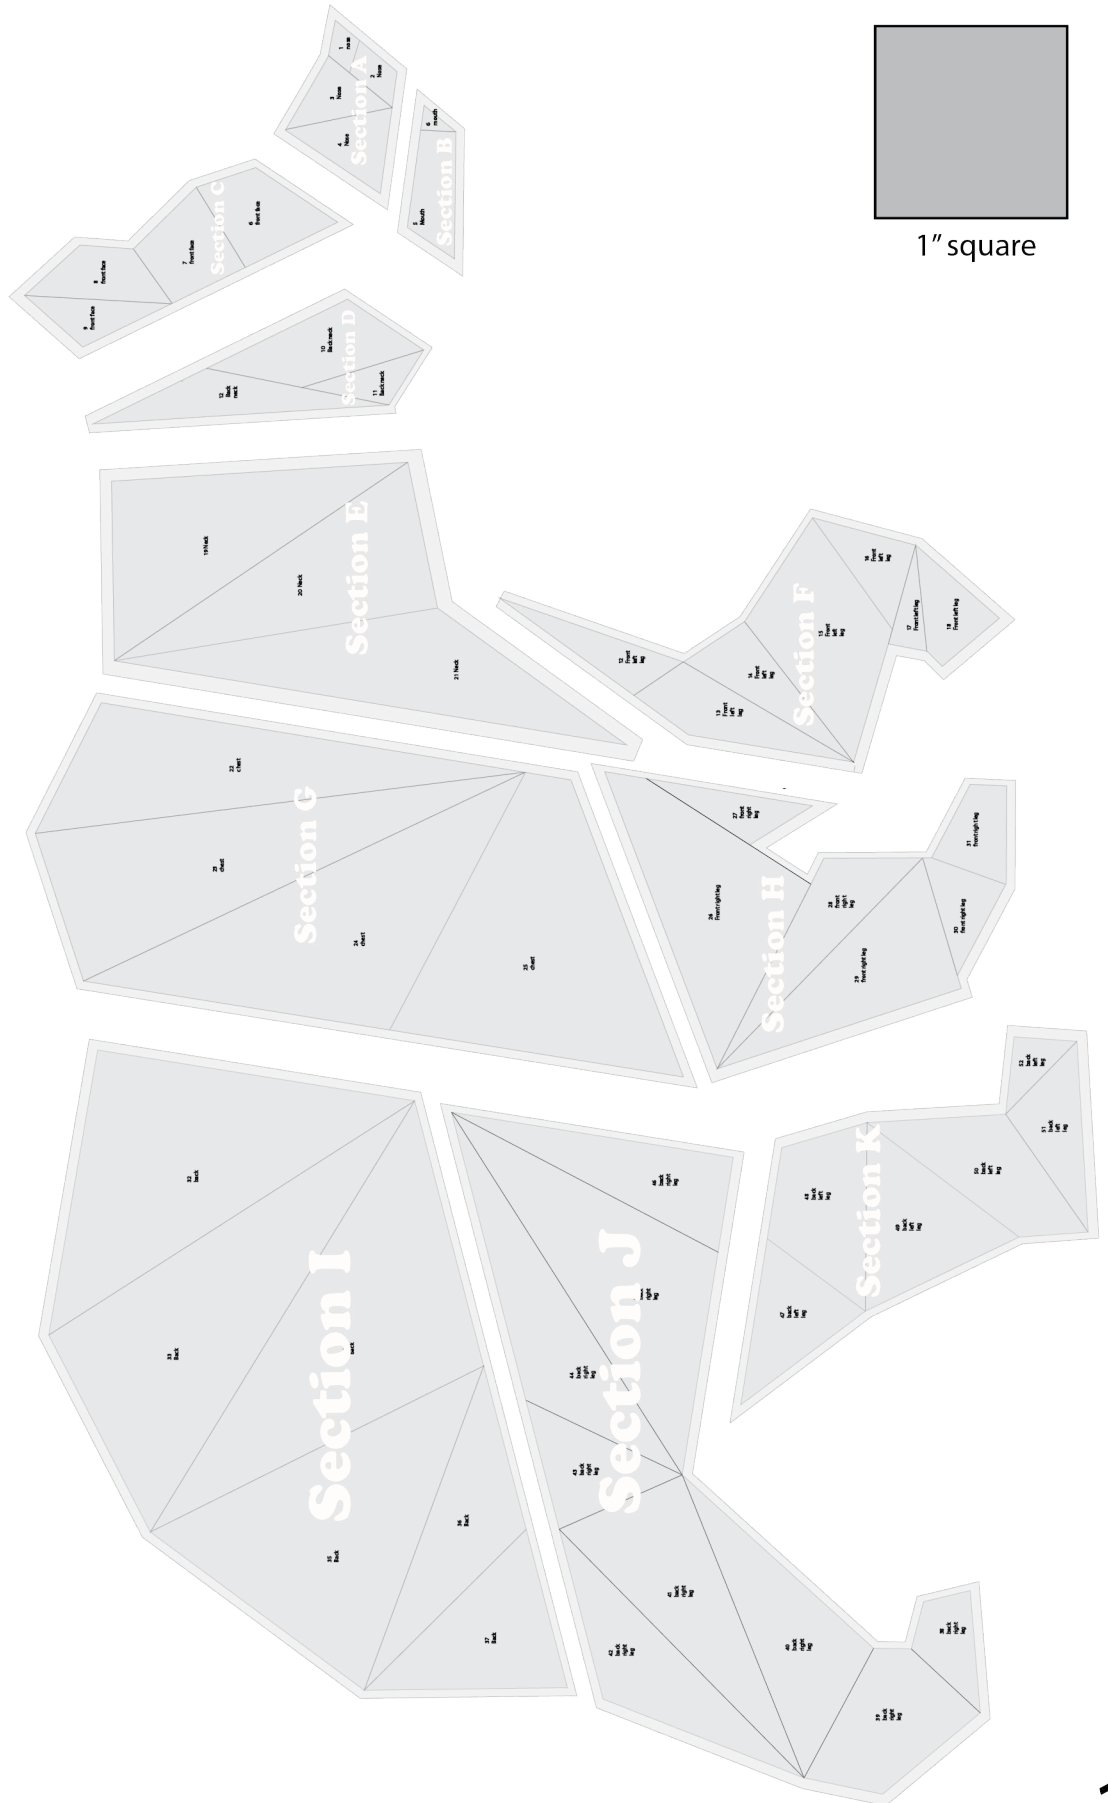 1
nose
2
Nose
3
Nose
4
Nose
Section A
6
mouth
5
Mouth
Section B
1" square
6
front face
7
front face
8
front face
9
front face
Section C
10
Back neck
11
Back neck
12
Back
neck
Section D
19 Neck
20 Neck
21 Neck
Section E
12
Front
left
leg
13
Front
left
leg
14
Front
left
leg
15
Front
left
leg
16
Front
left
leg
17
Front left leg
18
Front left leg
Section F
22
chest
23
chest
24
chest
25
chest
Section G
26
Front right leg
27
front
right
leg
28
front
right
leg
29
front right leg
30
front right leg
31
front right leg
Section H
32
back
33
Back
35
Back
36
Back
37
Back
Section I
46
back
right
leg
right
leg
44
back
right
leg
43
back
right
leg
41
back
right
leg
42
back
right
leg
40
back
right
leg
39
back
right
leg
38
back
right
leg
Section J
52
back
left
leg
51
back
left
leg
50
back
left
leg
48
back
left
leg
49
back
left
leg
47
back
left
leg
Section K